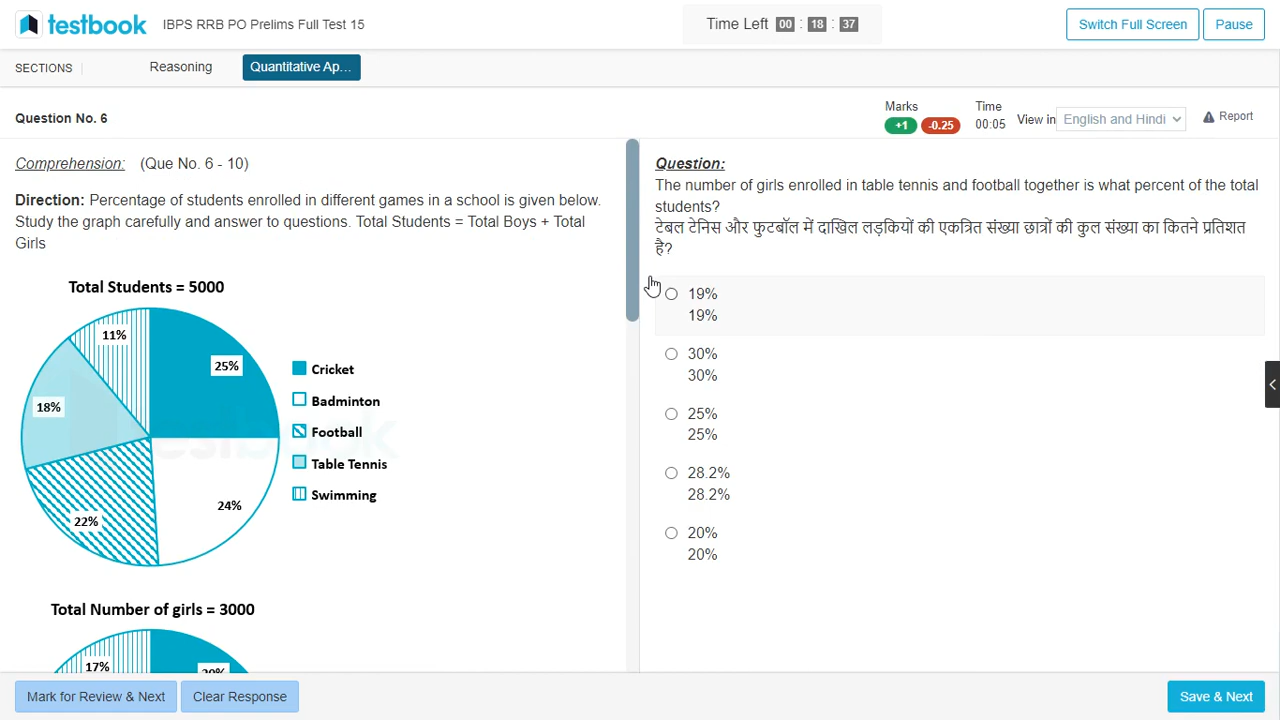 testbook
IBPS RRB PO Prelims Full Test 15
Time Left 00 : 18 : 37
Switch Full Screen
Pause
SECTIONS
Reasoning
Quantitative Ap...
Question No. 6
Marks
+1 -0.25
Time
00:05
View in English and Hindi
Report
Comprehension: (Que No. 6 - 10)
Direction: Percentage of students enrolled in different games in a school is given below.
Study the graph carefully and answer to questions. Total Students = Total Boys + Total
Girls
Total Students = 5000
11%
25%
18%
24%
22%
Cricket
Badminton
Football
Table Tennis
Swimming
Total Number of girls = 3000
17%
Question:
The number of girls enrolled in table tennis and football together is what percent of the total
students?
टेबल टेनिस और फुटबॉल में दाखिल लड़कियों की एकत्रित संख्या छात्रों की कुल संख्या का कितने प्रतिशत
है?
19%
19%
30%
30%
25%
25%
28.2%
28.2%
20%
20%
Mark for Review & Next
Clear Response
Save & Next